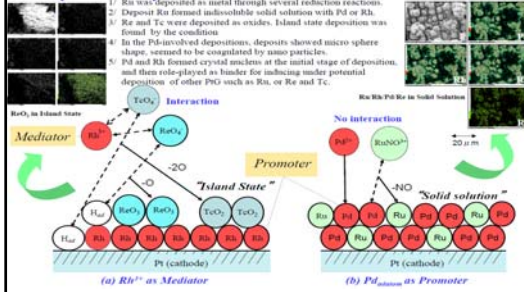 1/ Ru was deposited as metal through several reduction reactions.
2/ Deposit Ru formed indissoluble solid solution with Pd or Rh.
3/ Re and Tc were deposited as oxides. Island state deposition was
found by the condition
4/ In the Pd-involved depositions, deposits showed micro sphere
shape, seemed to be coagulated by nano particles.
5/ Pd and Rh formed crystal nucleus at the initial stage of deposition,
and then role-played as binder for inducing under potential
deposition of other PtG such as Ru, or Re and Tc.
ReO2 in Island State
Rh
Ru/Rh/Pd/Re in Solid Solution
20 μm
TcO4-
Interaction
Mediator
Rh3+
ReO4-
No interaction
Pd2+
RuNO3+
-2O
-O
Promoter
-NO
"Island State"
"Solid solution"
Had
ReO3 ReO3
TcO2 TcO2
Had Rh Rh Rh Rh Rh Rh Rh
Ru Pd Pd Ru Pd Pd Ru
Pd Ru Pd Pd Ru Pd Pd
Pt (cathode)
Pt (cathode)
(a) Rh3+ as Mediator
(b) Pdadatom as Promoter